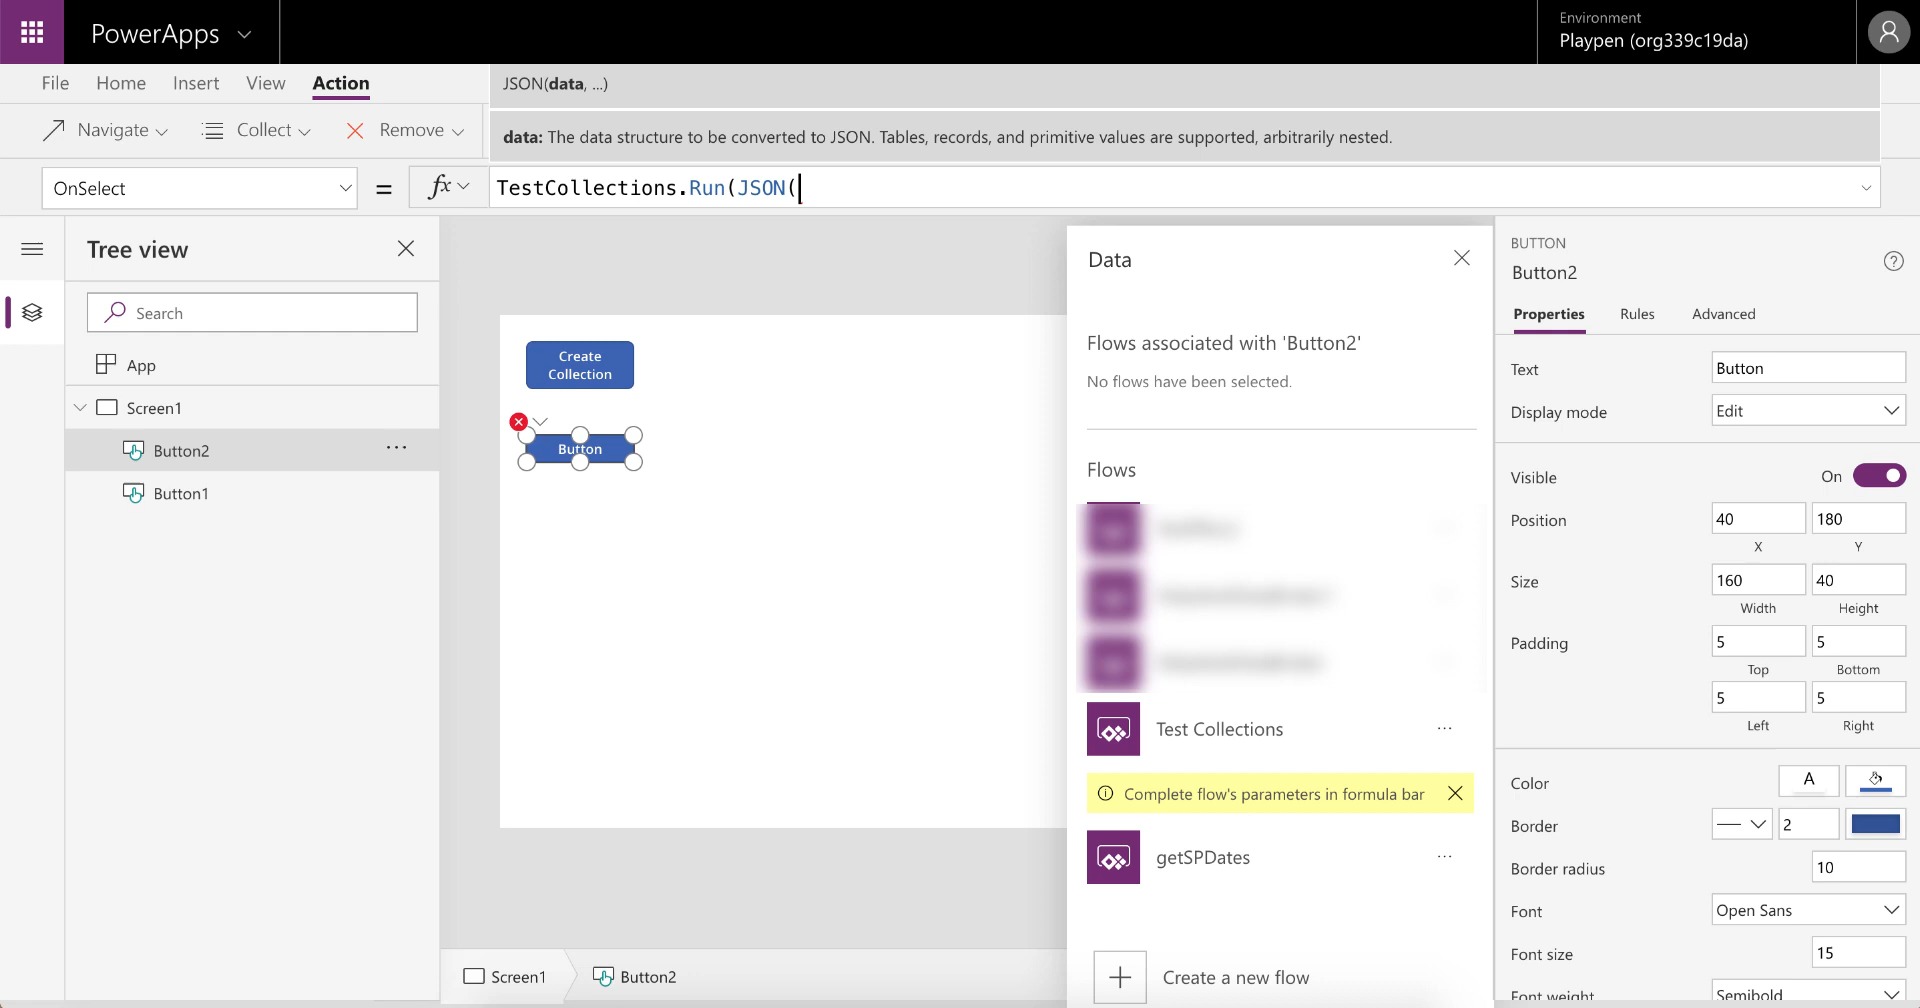 PowerApps
Environment
Playpen (org339c19da)
File Home Insert View Action
JSON(data, ...)
Navigate Collect Remove
data: The data structure to be converted to JSON. Tables, records, and primitive values are supported, arbitrarily nested.
OnSelect = fx TestCollections.Run(JSON(
Tree view
Search
App
Screen1
Button2 ...
Button1
Create
Collection
Button
Data
Flows associated with 'Button2'
No flows have been selected.
Flows
Test Collections ...
Complete flow's parameters in formula bar
getSPDates ...
Create a new flow
Screen1 Button2
BUTTON
Button2
?
Properties Rules Advanced
Text Button
Display mode Edit
Visible On
Position 40 180
X Y
Size 160 40
Width Height
Padding 5 5
Top Bottom
5 5
Left Right
Color A
Border 2
Border radius 10
Font Open Sans
Font size 15
Font weight Semibold